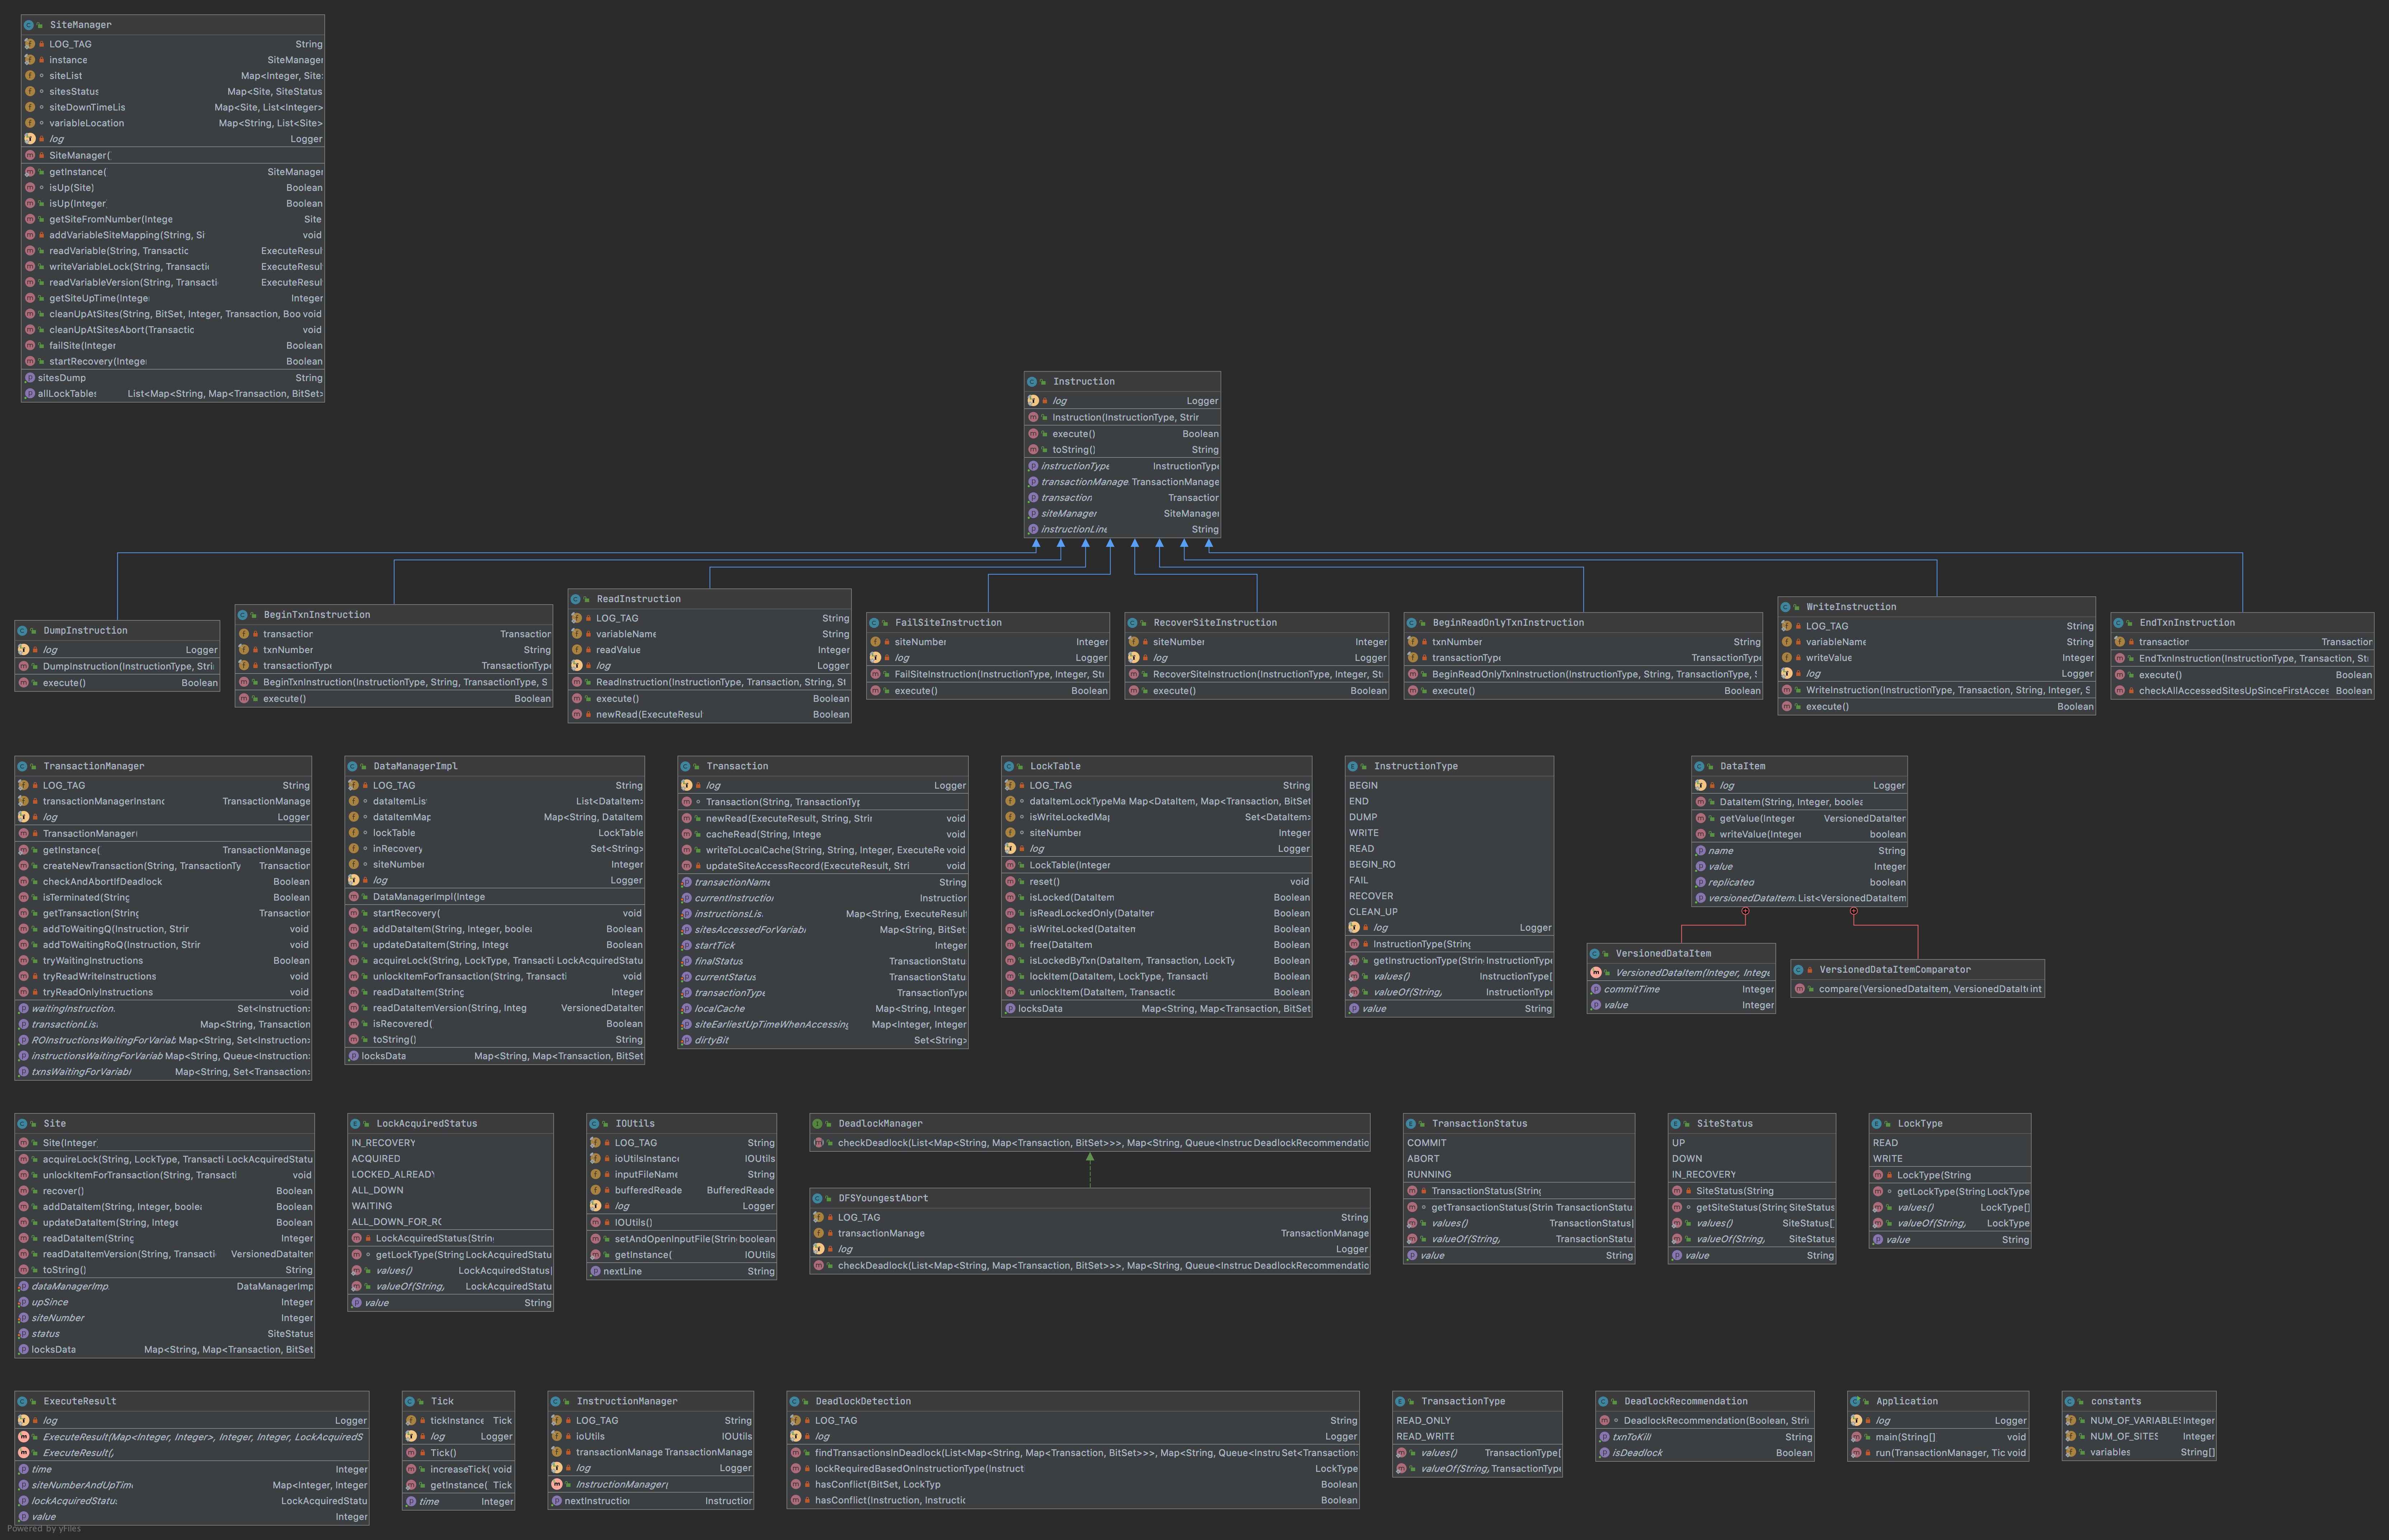 SiteManager
LOG_TAG String
instance SiteManager
siteList Map<Integer, Site>
sitesStatus Map<Site, SiteStatus
siteDownTimeLis Map<Site, List<Integer>
variableLocation Map<String, List<Site>
log Logger
SiteManager(
getInstance( SiteManager
isUp(Site) Boolean
isUp(Integer Boolean
getSiteFromNumber(Intege Site
addVariableSiteMapping(String, Si void
readVariable(String, Transactic ExecuteResul
writeVariableLock(String, Transacti ExecuteResul
readVariableVersion(String, Transacti ExecuteResul
getSiteUpTime(Intege Integer
cleanUpAtSites(String, BitSet, Integer, Transaction, Boo void
cleanUpAtSitesAbort(Transactic void
failSite(Integer Boolean
startRecovery(Intege Boolean
sitesDump String
allLockTables List<Map<String, Map<Transaction, BitSet>
Instruction
log Logger
Instruction(InstructionType, Strir
execute() Boolean
toString() String
instructionType InstructionType
transactionManage TransactionManage
transaction Transaction
siteManager SiteManager
instructionLine String
DumpInstruction
log Logger
DumpInstruction(InstructionType, Stri
execute() Boolean
BeginTxnInstruction
transaction Transaction
txnNumber String
transactionType TransactionType
BeginTxnInstruction(InstructionType, String, TransactionType, S
execute() Boolean
ReadInstruction
LOG_TAG String
variableName String
readValue Integer
log Logger
ReadInstruction(InstructionType, Transaction, String, St
execute() Boolean
newRead(ExecuteResul Boolean
FailSiteInstruction
siteNumber Integer
log Logger
FailSiteInstruction(InstructionType, Integer, Sti
execute() Boolean
RecoverSiteInstruction
siteNumber Integer
log Logger
RecoverSiteInstruction(InstructionType, Integer, Sti
execute() Boolean
BeginReadOnlyTxnInstruction
txnNumber String
transactionType TransactionType
BeginReadOnlyTxnInstruction(InstructionType, String, TransactionType, S
execute() Boolean
WriteInstruction
LOG_TAG String
variableName String
writeValue Integer
log Logger
WriteInstruction(InstructionType, Transaction, String, Integer, S
execute() Boolean
EndTxnInstruction
transaction Transaction
EndTxnInstruction(InstructionType, Transaction, St
execute() Boolean
checkAllAccessedSitesUpSinceFirstAcces Boolean
TransactionManager
LOG_TAG String
transactionManagerInstanc TransactionManage
log Logger
TransactionManager(
getInstance( TransactionManage
createNewTransaction(String, TransactionTy Transaction
checkAndAbortIfDeadlock Boolean
isTerminated(String Boolean
getTransaction(String Transaction
addToWaitingQ(Instruction, Strir void
addToWaitingRoQ(Instruction, Strir void
tryWaitingInstructions Boolean
tryReadWriteInstructions void
tryReadOnlyInstructions void
waitingInstruction Set<Instruction>
transactionLis Map<String, Transaction
ROInstructionsWaitingForVariab Map<String, Set<Instruction>
instructionsWaitingForVariab Map<String, Queue<Instruction>
txnsWaitingForVariabl Map<String, Set<Transaction>
DataManagerImpl
LOG_TAG String
dataItemLis List<DataItem>
dataItemMap Map<String, DataItem
lockTable LockTable
inRecovery Set<String>
siteNumber Integer
log Logger
DataManagerImpl(Intege
startRecovery( void
addDataItem(String, Integer, boolea Boolean
updateDataItem(String, Intege Boolean
acquireLock(String, LockType, Transacti LockAcquiredStatu
unlockItemForTransaction(String, Transacti void
readDataItem(String Integer
readDataItemVersion(String, Integ VersionedDataItem
isRecovered( Boolean
toString() String
locksData Map<String, Map<Transaction, BitSet
Transaction
log Logger
Transaction(String, TransactionTyp
newRead(ExecuteResult, String, Strir void
cacheRead(String, Intege void
writeToLocalCache(String, String, Integer, ExecuteRe void
updateSiteAccessRecord(ExecuteResult, Stri void
transactionName String
currentInstruction Instruction
instructionsLis Map<String, ExecuteResult
sitesAccessedForVariabl Map<String, BitSet
startTick Integer
finalStatus TransactionStatu
currentStatus TransactionStatu
transactionType TransactionType
localCache Map<String, Integer
siteEarliestUpTimeWhenAccessing Map<Integer, Integer
dirtyBit Set<String>
LockTable
LOG_TAG String
dataItemLockTypeMa Map<DataItem, Map<Transaction, BitSet
isWriteLockedMap Set<DataItem>
siteNumber Integer
log Logger
LockTable(Integer
reset() void
isLocked(DataItem Boolean
isReadLockedOnly(DataIter Boolean
isWriteLocked(DataIten Boolean
free(DataItem Boolean
isLockedByTxn(DataItem, Transaction, LockTy Boolean
lockItem(DataItem, LockType, Transacti Boolean
unlockItem(DataItem, Transactic Boolean
locksData Map<String, Map<Transaction, BitSet
InstructionType
BEGIN
END
DUMP
WRITE
READ
BEGIN_RO
FAIL
RECOVER
CLEAN_UP
log Logger
InstructionType(String
getInstructionType(Strin InstructionType
values() InstructionType[
valueOf(String, InstructionType
value String
DataItem
log Logger
DataItem(String, Integer, boolea
getValue(Integer VersionedDataIter
writeValue(Integer boolean
name String
value Integer
replicated boolean
versionedDataItem List<VersionedDataItem
VersionedDataItem
VersionedDataItem(Integer, Intege
commitTime Integer
value Integer
VersionedDataItemComparator
compare(VersionedDataItem, VersionedDataIt int
Site
Site(Integer
acquireLock(String, LockType, Transacti LockAcquiredStatu
unlockItemForTransaction(String, Transacti void
recover() Boolean
addDataItem(String, Integer, boolea Boolean
updateDataItem(String, Intege Boolean
readDataItem(String Integer
readDataItemVersion(String, Transacti VersionedDataIten
toString() String
dataManagerImp DataManagerImp
upSince Integer
siteNumber Integer
status SiteStatus
locksData Map<String, Map<Transaction, BitSet
LockAcquiredStatus
IN_RECOVERY
ACQUIRED
LOCKED_ALREADY
ALL_DOWN
WAITING
ALL_DOWN_FOR_RO
LockAcquiredStatus(String
getLockType(String LockAcquiredStatu
values() LockAcquiredStatus[
valueOf(String, LockAcquiredStatu
value String
IOUtils
LOG_TAG String
ioUtilsInstance IOUtils
inputFileName String
bufferedReade BufferedReade
log Logger
IOUtils()
setAndOpenInputFile(Strin boolean
getInstance( IOUtils
nextLine String
DeadlockManager
checkDeadlock(List<Map<String, Map<Transaction, BitSet>>>, Map<String, Queue<Instruc DeadlockRecommendatio
DFSYoungestAbort
LOG_TAG String
transactionManage TransactionManage
log Logger
checkDeadlock(List<Map<String, Map<Transaction, BitSet>>>, Map<String, Queue<Instruc DeadlockRecommendatio
TransactionStatus
COMMIT
ABORT
RUNNING
TransactionStatus(String
getTransactionStatus(Strin TransactionStatu
values() TransactionStatus[
valueOf(String, TransactionStatu
value String
SiteStatus
UP
DOWN
IN_RECOVERY
SiteStatus(String
getSiteStatus(String SiteStatus
values() SiteStatus[
valueOf(String, SiteStatus
value String
LockType
READ
WRITE
LockType(String
getLockType(String LockType
values() LockType[]
valueOf(String, LockType
value String
ExecuteResult
log Logger
ExecuteResult(Map<Integer, Integer>, Integer, Integer, LockAcquiredS
ExecuteResult(,
time Integer
siteNumberAndUpTim Map<Integer, Integer
lockAcquiredStatu LockAcquiredStatu
value Integer
Tick
tickInstance Tick
log Logger
Tick()
increaseTick( void
getInstance( Tick
time Integer
InstructionManager
LOG_TAG String
ioUtils IOUtils
transactionManage TransactionManage
log Logger
InstructionManager(
nextInstruction Instruction
DeadlockDetection
LOG_TAG String
log Logger
findTransactionsInDeadlock(List<Map<String, Map<Transaction, BitSet>>>, Map<String, Queue<Instru Set<Transaction>
lockRequiredBasedOnInstructionType(Instructi LockType
hasConflict(BitSet, LockTyp Boolean
hasConflict(Instruction, Instructic Boolean
TransactionType
READ_ONLY
READ_WRITE
values() TransactionType[
valueOf(String, TransactionType
DeadlockRecommendation
DeadlockRecommendation(Boolean, Strii
txnToKill String
isDeadlock Boolean
Application
log Logger
main(String[] void
run(TransactionManager, Tic void
constants
NUM_OF_VARIABLES Integer
NUM_OF_SITES Integer
variables String[]
Powered by yFiles